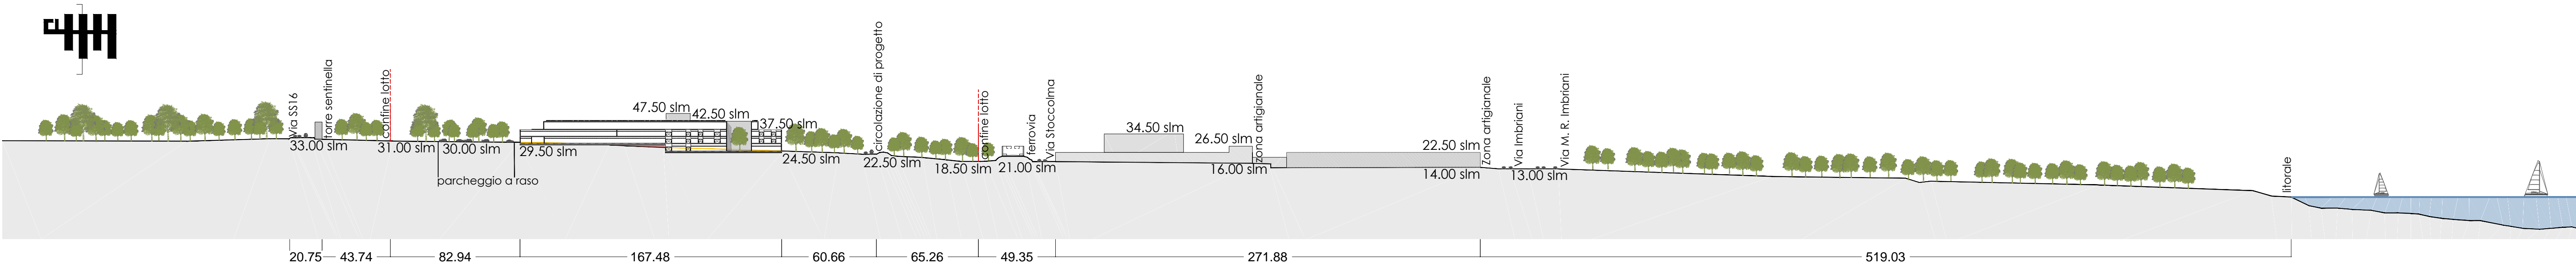 Via SS16
torre sentinella
33.00 slm
confine lotto
31.00 slm
30.00 slm
parcheggio a raso
29.50 slm
47.50 slm
42.50 slm
37.50 slm
24.50 slm
circolazione di progetto
22.50 slm
18.50 slm
confine lotto
ferrovia
21.00 slm
Via Stoccolma
34.50 slm
26.50 slm
16.00 slm
zona artigianale
22.50 slm
14.00 slm
zona artigianale
Via Imbriani
13.00 slm
Via M. R. Imbriani
litorale
20.75
43.74
82.94
167.48
60.66
65.26
49.35
271.88
519.03